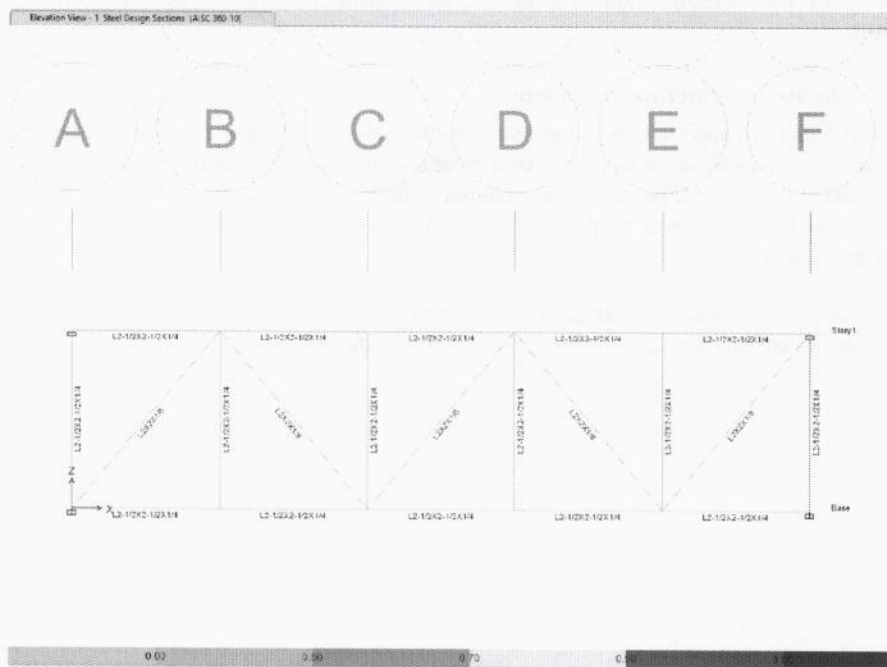 Elevation View - 1 Steel Design Sections (AISC 360-10)
A B C D E F
Story1
L2-1/2X2-1/2X1/4 L2-1/2X2-1/2X1/4 L2-1/2X2-1/2X1/4 L2-1/2X2-1/2X1/4 L2-1/2X2-1/2X1/4
L2-1/2X2-1/2X1/4 L2X2X1/8 L2-1/2X2-1/2X1/4 L2X2X1/8 L2-1/2X2-1/2X1/4 L2X2X1/8 L2-1/2X2-1/2X1/4 L2X2X1/8 L2-1/2X2-1/2X1/4 L2X2X1/8 L2-1/2X2-1/2X1/4
Z
X
Base
L2-1/2X2-1/2X1/4 L2-1/2X2-1/2X1/4 L2-1/2X2-1/2X1/4 L2-1/2X2-1/2X1/4 L2-1/2X2-1/2X1/4
0.00 0.50 0.70